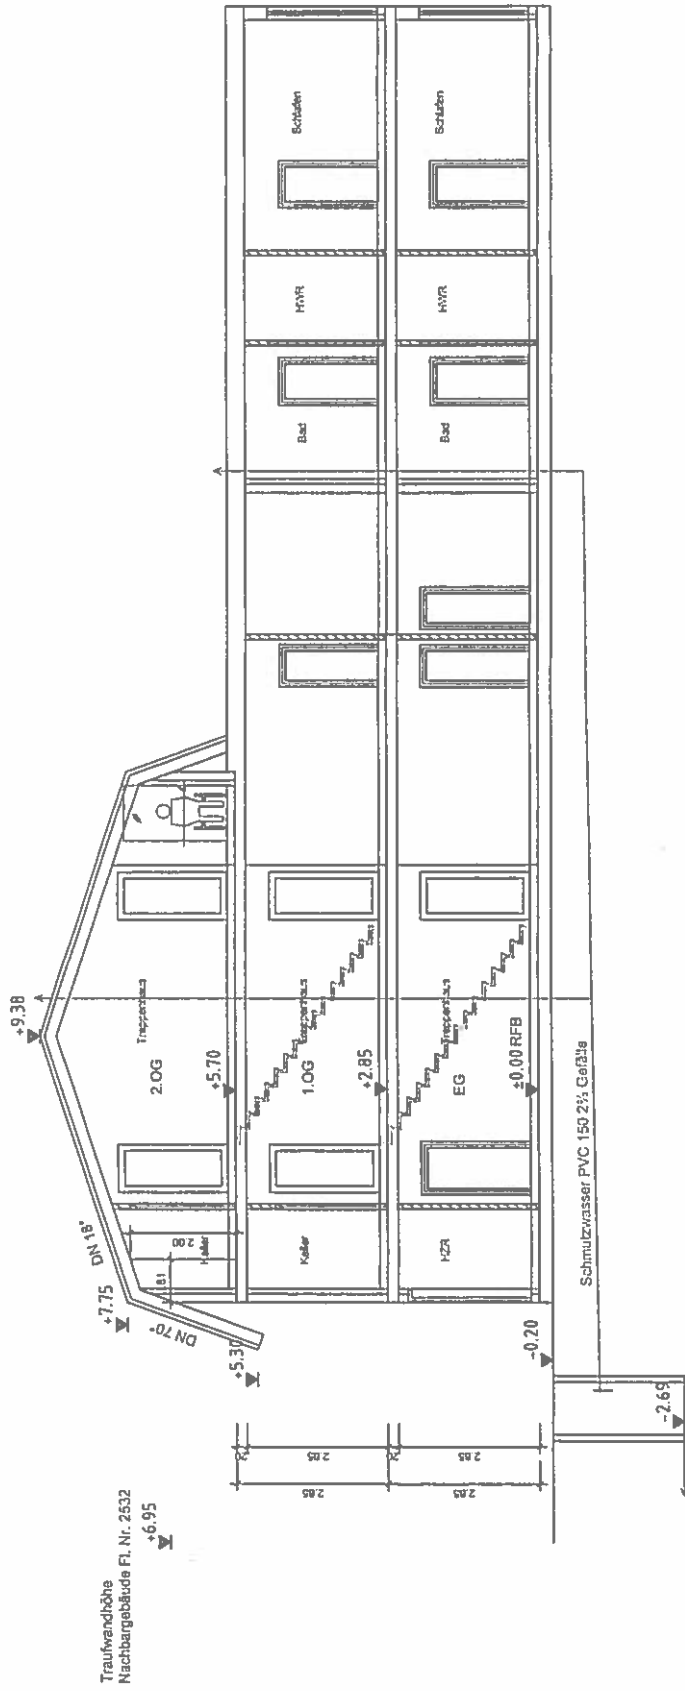 Traufwandhöhe
Nachbargebäude Fl. Nr. 2532
+6.95
+9.38
DN 18°
+7.75
DN 70°
+5.30
2.OG
Treppenhaus
Keller
2.00
+5.70
1.OG
Treppenhaus
Keller
+2.85
EG
Treppenhaus
HZR
±0.00 RFB
-0.20
-2.69
2.85
2.85
Bad
HWR
Schlafen
Bad
HWR
Schlafen
Schmutzwasser PVC 150 2% Gefälle